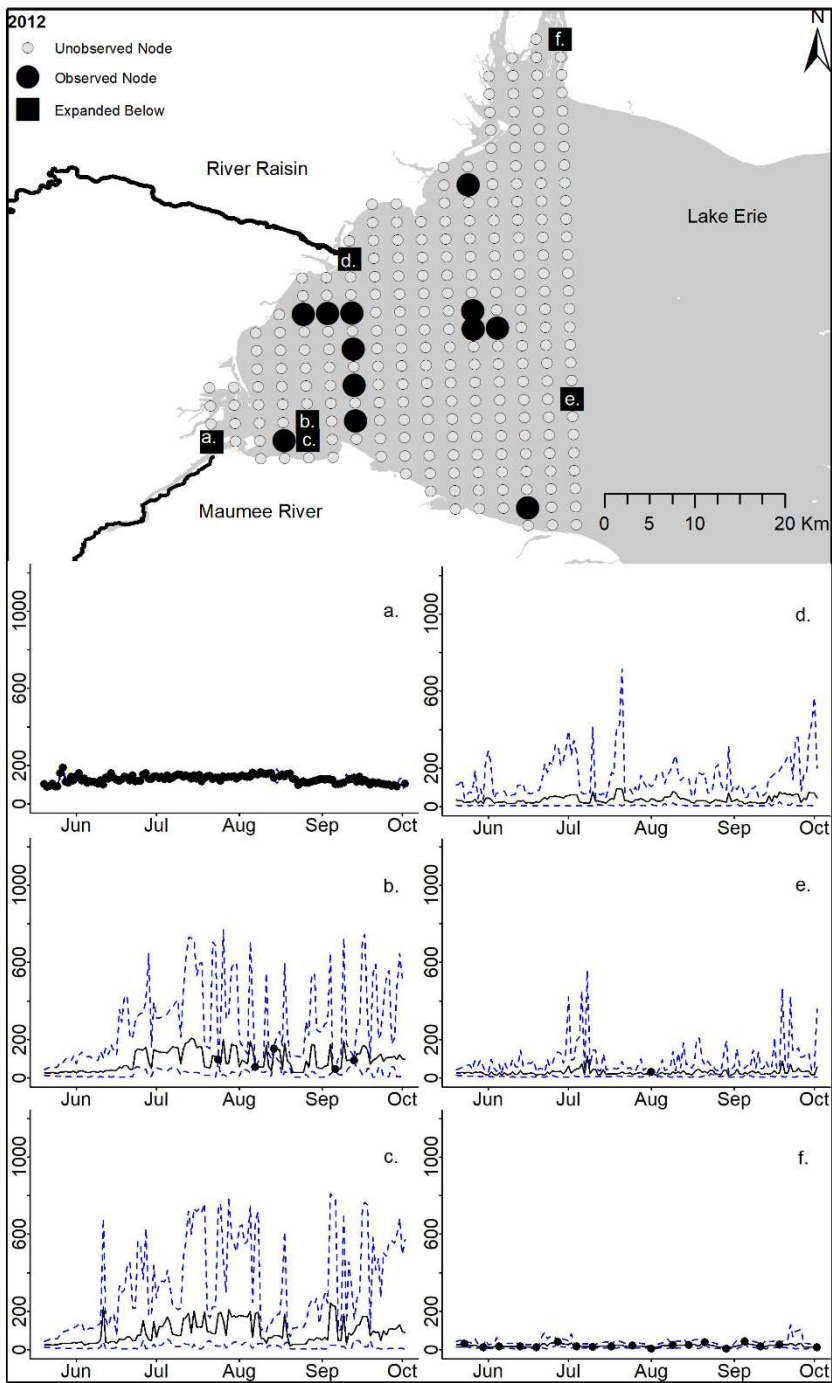 2012
N
Unobserved Node
Observed Node
Expanded Below
f.
River Raisin
Lake Erie
d.
e.
b.
a.
c.
Maumee River
0 5 10 20 Km
a.
0 200 600 1000
Jun Jul Aug Sep Oct
d.
0 200 600 1000
Jun Jul Aug Sep Oct
b.
0 200 600 1000
Jun Jul Aug Sep Oct
e.
0 200 600 1000
Jun Jul Aug Sep Oct
c.
0 200 600 1000
Jun Jul Aug Sep Oct
f.
0 200 600 1000
Jun Jul Aug Sep Oct